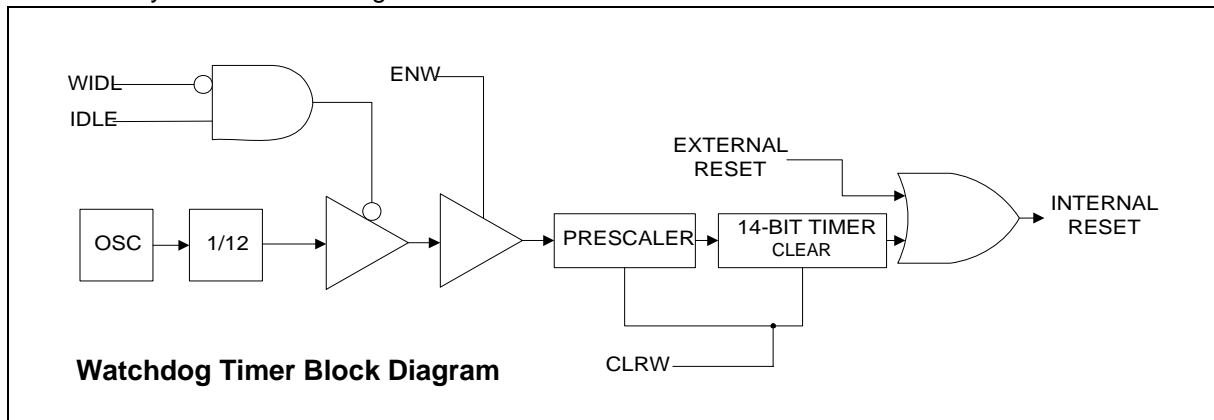 WIDL
IDLE
ENW
EXTERNAL
RESET
OSC
1/12
PRESCALER
14-BIT TIMER
CLEAR
INTERNAL
RESET
CLRW
Watchdog Timer Block Diagram